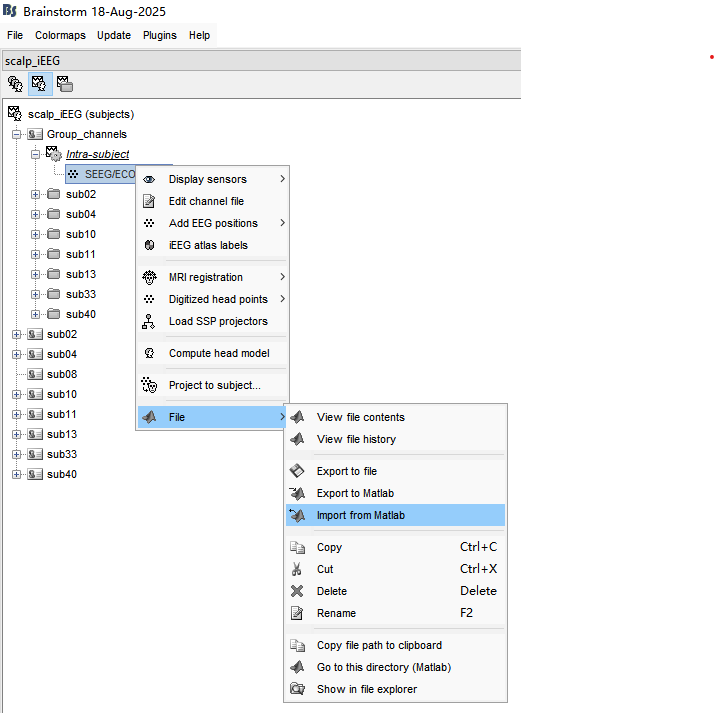 Brainstorm 18-Aug-2025
File Colormaps Update Plugins Help
scalp_iEEG
scalp_iEEG (subjects)
Group_channels
Intra-subject
SEEG/ECO
sub02
sub04
sub10
sub11
sub13
sub33
sub40
sub02
sub04
sub08
sub10
sub11
sub13
sub33
sub40
Display sensors
Edit channel file
Add EEG positions
iEEG atlas labels
MRI registration
Digitized head points
Load SSP projectors
Compute head model
Project to subject...
File
View file contents
View file history
Export to file
Export to Matlab
Import from Matlab
Copy Ctrl+C
Cut Ctrl+X
Delete Delete
Rename F2
Copy file path to clipboard
Go to this directory (Matlab)
Show in file explorer